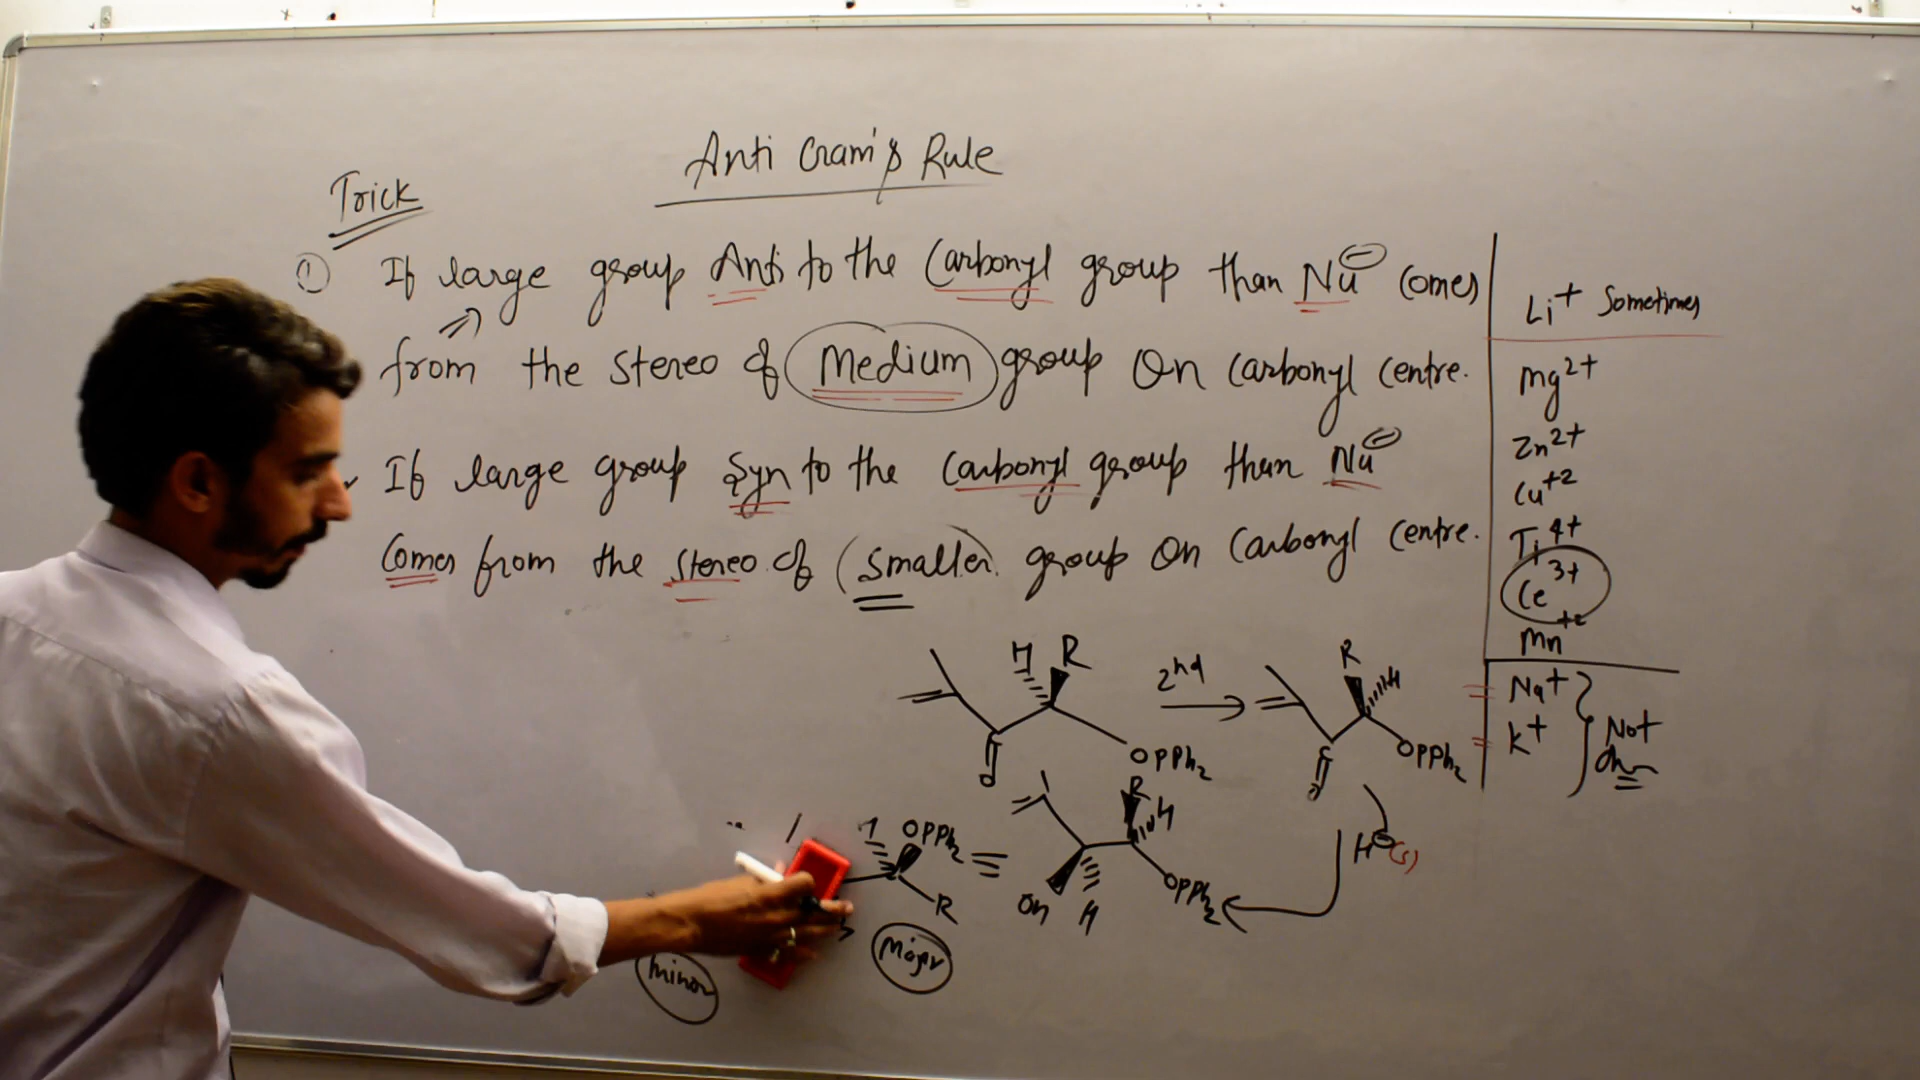 Anti Cram's Rule
Trick
① If large group Anti to the Carbonyl group than Nu⊖ Comes
from the stereo of Medium group On Carbonyl Centre.
If large group Syn to the Carbonyl group than Nu⊖
Comes from the stereo of (Smaller) group On Carbonyl Centre.
Li+ Sometimes
Mg2+
Zn2+
Cu+2
Ti4+
Ce3+
Mn+2
Na+
K+
Not
H R
O OPPh2
2nd
R H
O OPPh2
H⊖(s)
R H
OH H OPPh2
OPPh2
R
Major
Minor